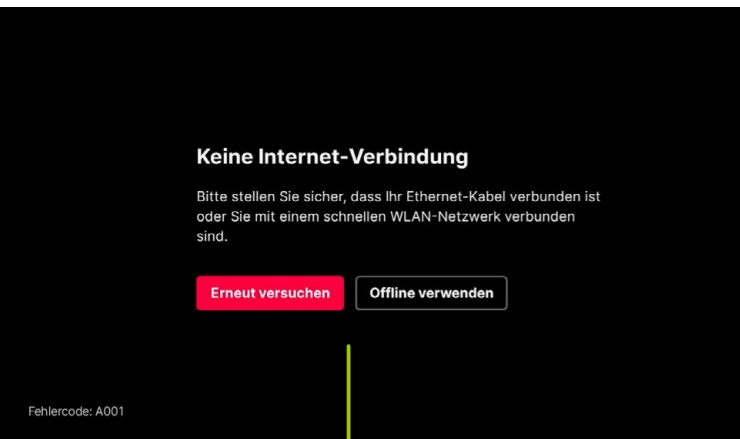 Keine Internet-Verbindung
Bitte stellen Sie sicher, dass Ihr Ethernet-Kabel verbunden ist
oder Sie mit einem schnellen WLAN-Netzwerk verbunden
sind.
Erneut versuchen
Offline verwenden
Fehlercode: A001